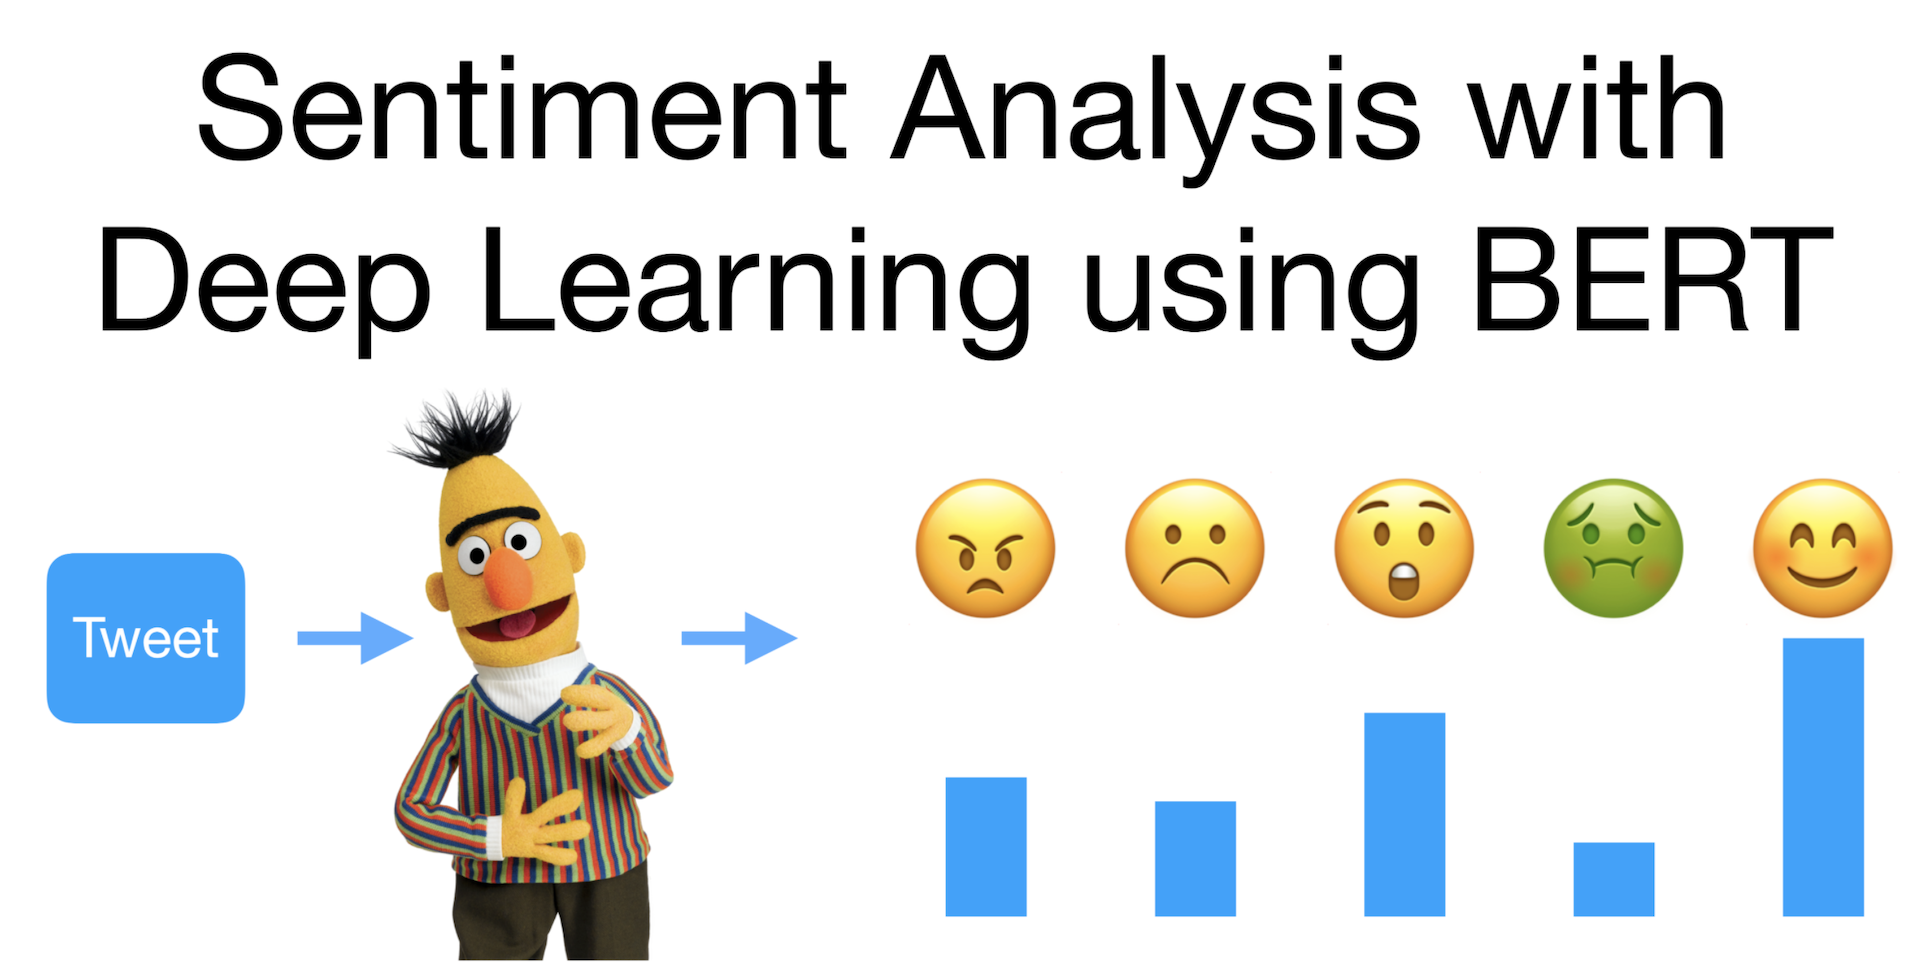 Sentiment Analysis with
Deep Learning using BERT
Tweet